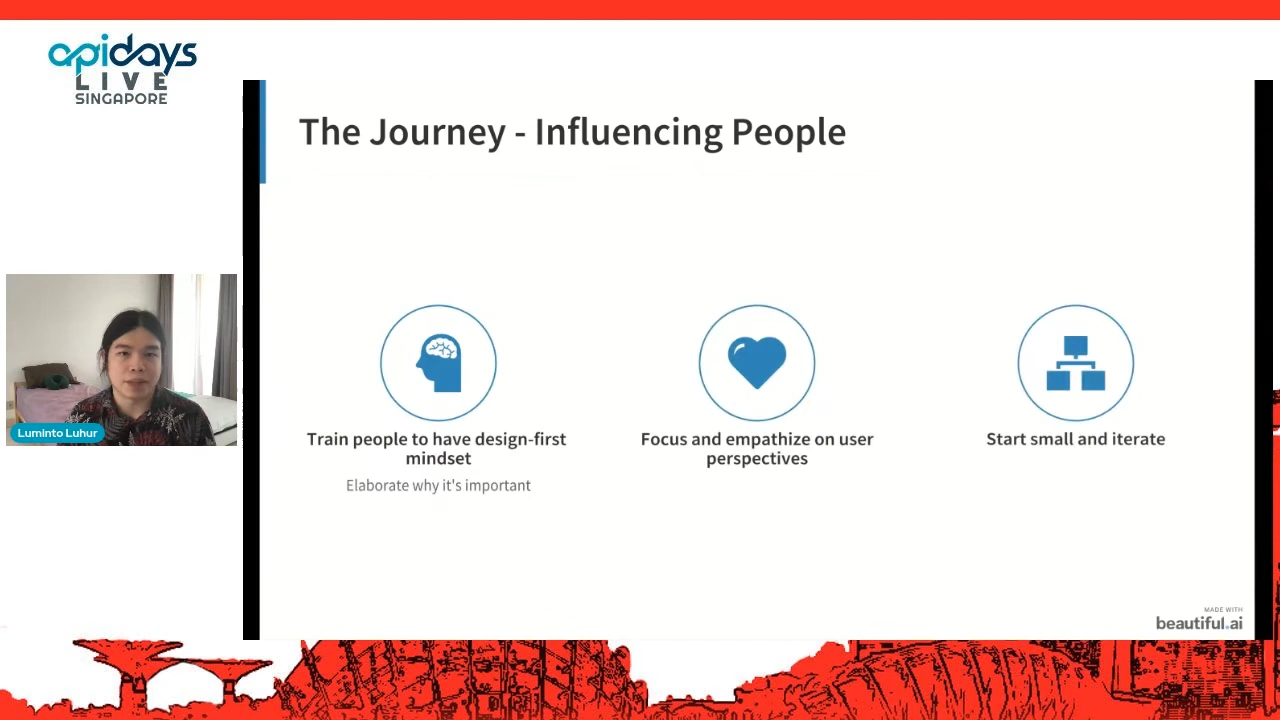 apidays
LIVE
SINGAPORE
The Journey - Influencing People
Luminto Luhur
Train people to have design-first
mindset
Elaborate why it's important
Focus and empathize on user
perspectives
Start small and iterate
MADE WITH
beautiful.ai